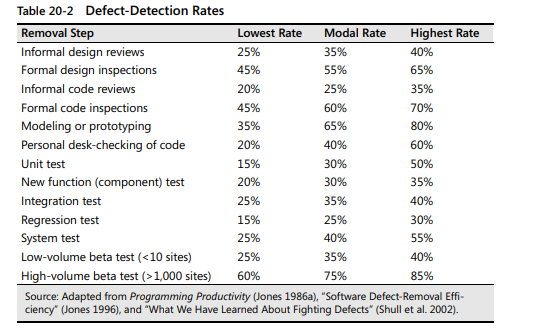 Table 20-2 Defect-Detection Rates
Removal Step Lowest Rate Modal Rate Highest Rate
Informal design reviews 25% 35% 40%
Formal design inspections 45% 55% 65%
Informal code reviews 20% 25% 35%
Formal code inspections 45% 60% 70%
Modeling or prototyping 35% 65% 80%
Personal desk-checking of code 20% 40% 60%
Unit test 15% 30% 50%
New function (component) test 20% 30% 35%
Integration test 25% 35% 40%
Regression test 15% 25% 30%
System test 25% 40% 55%
Low-volume beta test (<10 sites) 25% 35% 40%
High-volume beta test (>1,000 sites) 60% 75% 85%
Source: Adapted from Programming Productivity (Jones 1986a), “Software Defect-Removal Effi-
ciency” (Jones 1996), and “What We Have Learned About Fighting Defects” (Shull et al. 2002).